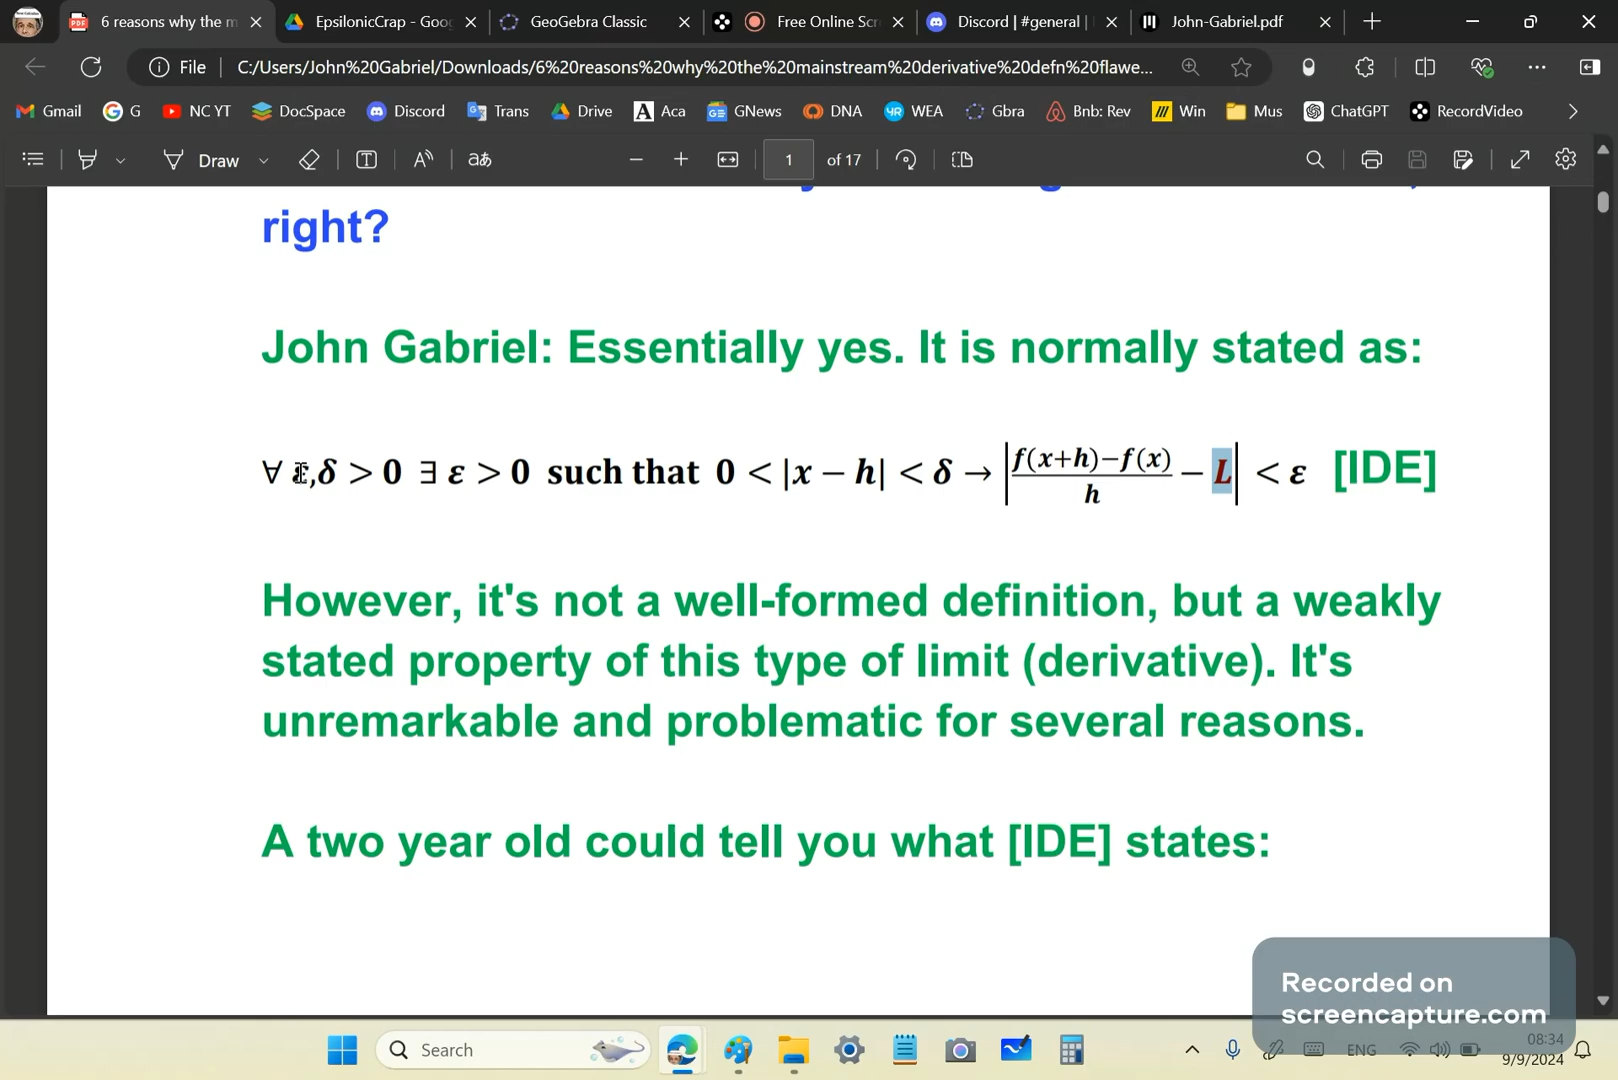 6 reasons why the m
EpsilonicCrap - Goog
GeoGebra Classic
Free Online Scr
Discord | #general |
John-Gabriel.pdf
File
C:/Users/John%20Gabriel/Downloads/6%20reasons%20why%20the%20mainstream%20derivative%20defn%20flawe...
Gmail
G
NC YT
DocSpace
Discord
Trans
Drive
Aca
GNews
DNA
WEA
Gbra
Bnb: Rev
Win
Mus
ChatGPT
RecordVideo
Draw
1 of 17
right?
John Gabriel: Essentially yes. It is normally stated as:
∀ ε,δ > 0 ∃ ε > 0 such that 0 < |x − h| < δ → |f(x+h)−f(x)/h − L| < ε [IDE]
However, it's not a well-formed definition, but a weakly
stated property of this type of limit (derivative). It's
unremarkable and problematic for several reasons.
A two year old could tell you what [IDE] states:
Recorded on
screencapture.com
Search
ENG
08:34
9/9/2024